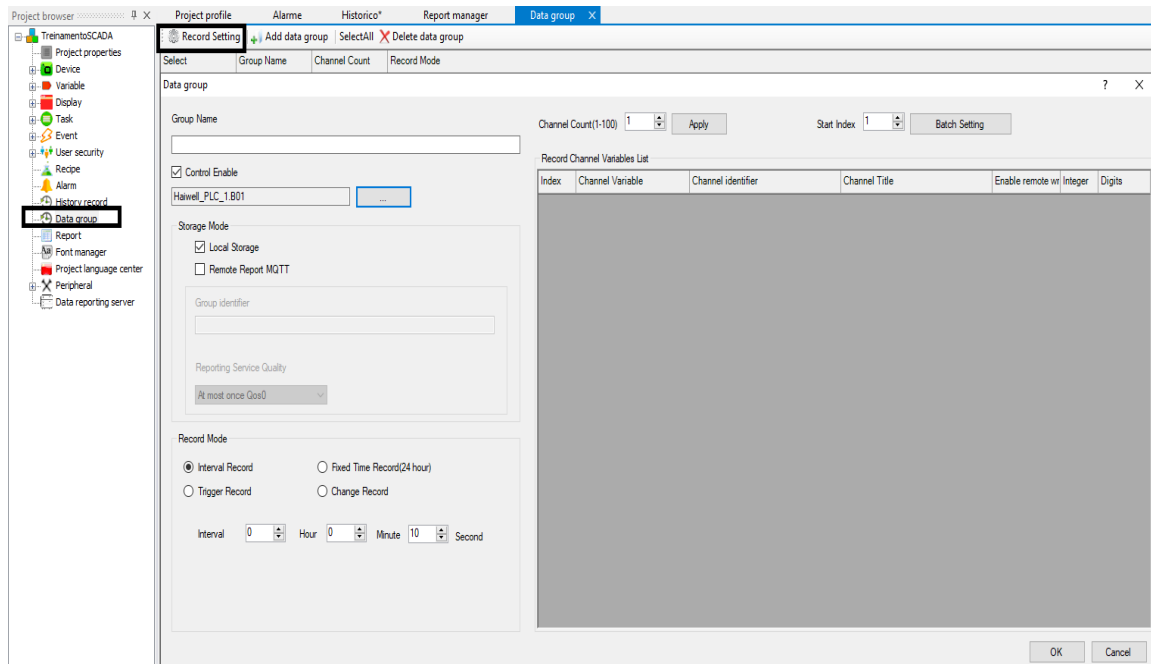 Project browser
Project profile Alarme Historico* Report manager Data group X
TreinamentoSCADA
Project properties
Device
Variable
Display
Task
Event
User security
Recipe
Alarm
History record
Data group
Report
Font manager
Project language center
Peripheral
Data reporting server
Record Setting Add data group SelectAll Delete data group
Select Group Name Channel Count Record Mode
Data group ? X
Group Name
Control Enable
Haiwell_PLC_1.B01 ...
Storage Mode
Local Storage
Remote Report MQTT
Group identifier
Reporting Service Quality
At most once Qos0
Record Mode
Interval Record Fixed Time Record(24 hour)
Trigger Record Change Record
Interval 0 Hour 0 Minute 10 Second
Channel Count(1-100) 1 Apply Start Index 1 Batch Setting
Record Channel Variables List
Index Channel Variable Channel identifier Channel Title Enable remote wr Integer Digits
OK Cancel